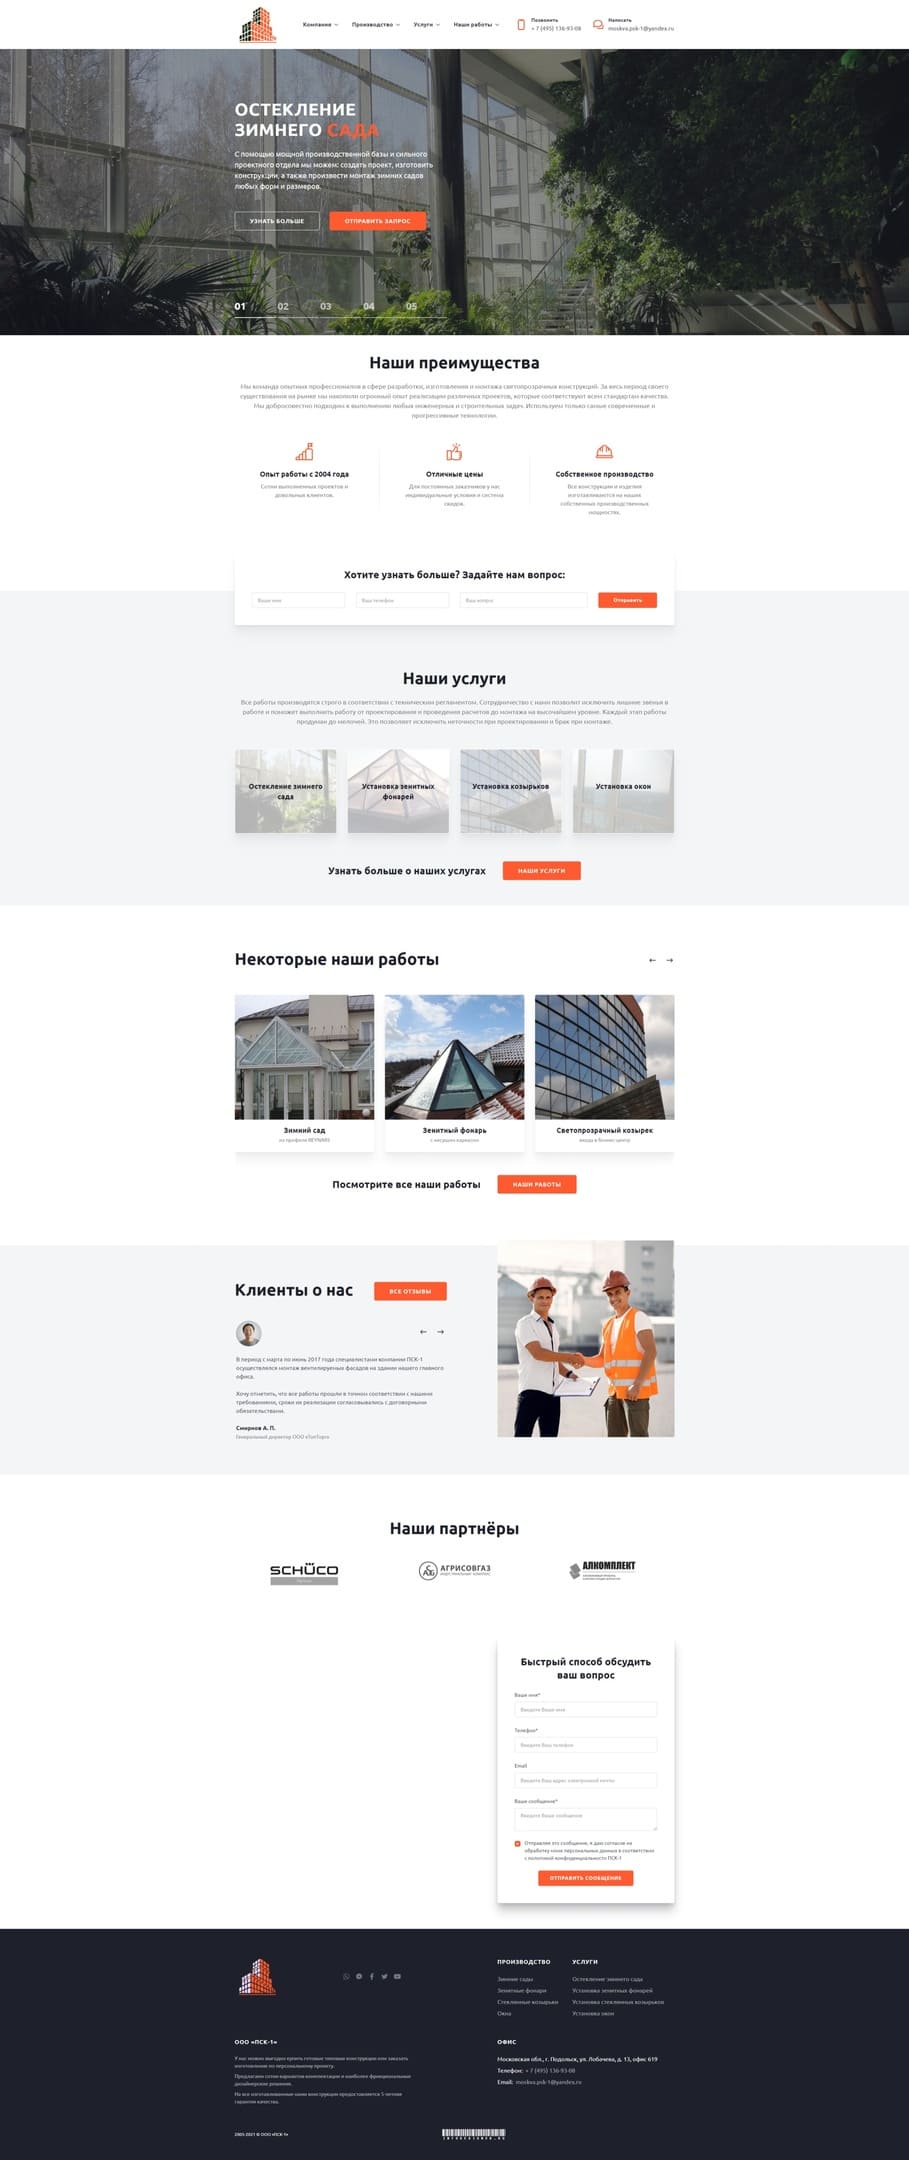 Компания Производство Услуги Наши работы Позвонить + 7 (495) 136-93-08 Написать moskva.psk-1@yandex.ru
ОСТЕКЛЕНИЕ
ЗИМНЕГО САДА
С помощью мощной производственной базы и сильного
проектного отдела мы можем: создать проект, изготовить
конструкции, а также произвести монтаж зимних садов
любых форм и размеров.
УЗНАТЬ БОЛЬШЕ ОТПРАВИТЬ ЗАПРОС
01 02 03 04 05
Наши преимущества
Мы команда опытных профессионалов в сфере разработки, изготовления и монтажа светопрозрачных конструкций. За весь период своего
существования на рынке мы накопили огромный опыт реализации различных проектов, которые соответствуют всем стандартам качества.
Мы добросовестно подходим к выполнению любых инженерных и строительных задач. Используем только самые современные и
прогрессивные технологии.
Опыт работы с 2004 года
Сотни выполненных проектов и
довольных клиентов.
Отличные цены
Для постоянных заказчиков у нас
индивидуальные условия и система
скидок.
Собственное производство
Все конструкции и изделия
изготавливаются на наших
собственных производственных
мощностях.
Хотите узнать больше? Задайте нам вопрос:
Ваше имя Ваш телефон Ваш вопрос Отправить
Наши услуги
Все работы производятся строго в соответствии с техническим регламентом. Сотрудничество с нами позволит исключить лишние звенья в
работе и поможет выполнить работу от проектирования и проведения расчетов до монтажа на высочайшем уровне. Каждый этап работы
продуман до мелочей. Это позволяет исключить неточности при проектировании и брак при монтаже.
Остекление зимнего
сада
Установка зенитных
фонарей
Установка козырьков
Установка окон
Узнать больше о наших услугах НАШИ УСЛУГИ
Некоторые наши работы
Зимний сад
из профиля REYNARS
Зенитный фонарь
с несущим каркасом
Светопрозрачный козырек
входа в бизнес-центр
Посмотрите все наши работы НАШИ РАБОТЫ
Клиенты о нас ВСЕ ОТЗЫВЫ
В период с марта по июнь 2017 года специалистами компании ПСК-1
осуществлялся монтаж вентилируемых фасадов на здании нашего главного
офиса.
Хочу отметить, что все работы прошли в точном соответствии с нашими
требованиями, сроки их реализации согласовывались с договорными
обязательствами.
Смирнов А. П.
Генеральный директор ООО «ТопТорг»
Наши партнёры
SCHÜCO
АГРИСОВГАЗ
АЛКОМПЛЕКТ
Быстрый способ обсудить
ваш вопрос
Ваше имя*
Введите Ваше имя
Телефон*
Введите Ваш телефон
Email
Введите Ваш адрес электронной почты
Ваше сообщение*
Введите Ваше сообщение
Отправляя это сообщение, я даю согласие на
обработку моих персональных данных в соответствии
с политикой конфиденциальности ПСК-1
ОТПРАВИТЬ СООБЩЕНИЕ
ПРОИЗВОДСТВО
Зимние сады
Зенитные фонари
Стеклянные козырьки
Окна
УСЛУГИ
Остекление зимнего сада
Установка зенитных фонарей
Установка стеклянных козырьков
Установка окон
ООО «ПСК-1»
У нас можно выгодно купить готовые типовые конструкции или заказать
изготовление по персональному проекту.
Предлагаем сотни вариантов комплектации и наиболее функциональные
дизайнерские решения.
На все изготавливаемые нами конструкции предоставляется 5-летняя
гарантия качества.
ОФИС
Московская обл., г. Подольск, ул. Лобачева, д. 13, офис 619
Телефон: + 7 (495) 136-93-08
Email: moskva.psk-1@yandex.ru
2005-2021 © ООО «ПСК-1»